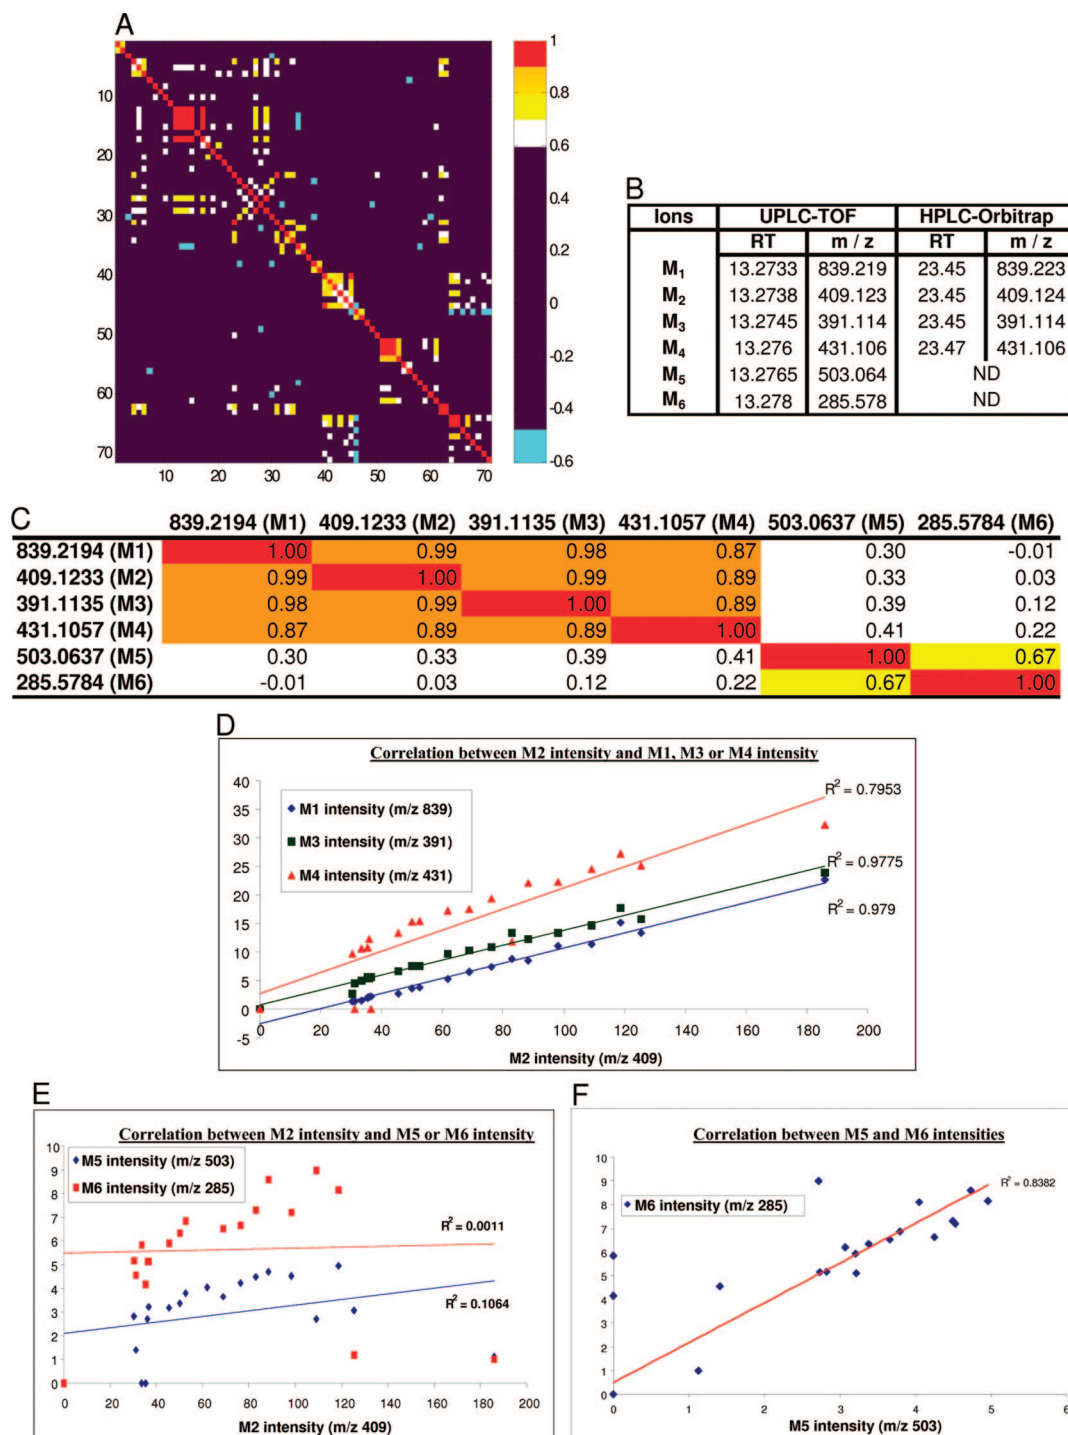 A
1
0.8
0.6
0.4
0.2
0
-0.2
-0.4
-0.6
10
20
30
40
50
60
70
10 20 30 40 50 60 70
B
Ions UPLC-TOF HPLC-Orbitrap
RT m / z RT m / z
M1 13.2733 839.219 23.45 839.223
M2 13.2738 409.123 23.45 409.124
M3 13.2745 391.114 23.45 391.114
M4 13.276 431.106 23.47 431.106
M5 13.2765 503.064 ND
M6 13.278 285.578 ND
C
839.2194 (M1) 409.1233 (M2) 391.1135 (M3) 431.1057 (M4) 503.0637 (M5) 285.5784 (M6)
839.2194 (M1) 1.00 0.99 0.98 0.87 0.30 -0.01
409.1233 (M2) 0.99 1.00 0.99 0.89 0.33 0.03
391.1135 (M3) 0.98 0.99 1.00 0.89 0.39 0.12
431.1057 (M4) 0.87 0.89 0.89 1.00 0.41 0.22
503.0637 (M5) 0.30 0.33 0.39 0.41 1.00 0.67
285.5784 (M6) -0.01 0.03 0.12 0.22 0.67 1.00
D
Correlation between M2 intensity and M1, M3 or M4 intensity
40
35
30
25
20
15
10
5
0
-5
M1 intensity (m/z 839)
M3 intensity (m/z 391)
M4 intensity (m/z 431)
R² = 0.7953
R² = 0.9775
R² = 0.979
0 20 40 60 80 100 120 140 160 180 200
M2 intensity (m/z 409)
E
Correlation between M2 intensity and M5 or M6 intensity
10
9
8
7
6
5
4
3
2
1
0
M5 intensity (m/z 503)
M6 intensity (m/z 285)
R² = 0.0011
R² = 0.1064
0 20 40 60 80 100 120 140 160 180 200
M2 intensity (m/z 409)
F
Correlation between M5 and M6 intensities
10
9
8
7
6
5
4
3
2
1
0
M6 intensity (m/z 285)
R² = 0.8382
0 1 2 3 4 5 6
M5 intensity (m/z 503)